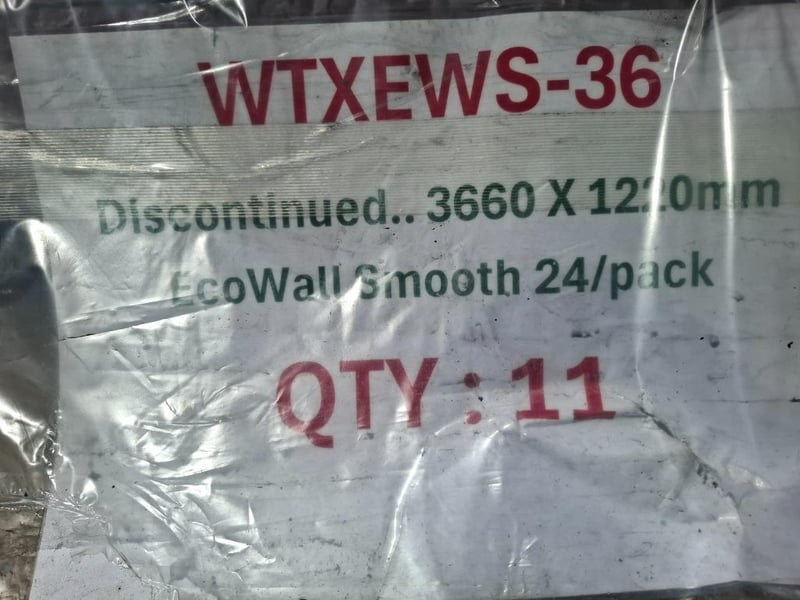 WTXEWS-36
Discontinued.. 3660 X 1220mm
EcoWall Smooth 24/pack
QTY : 11